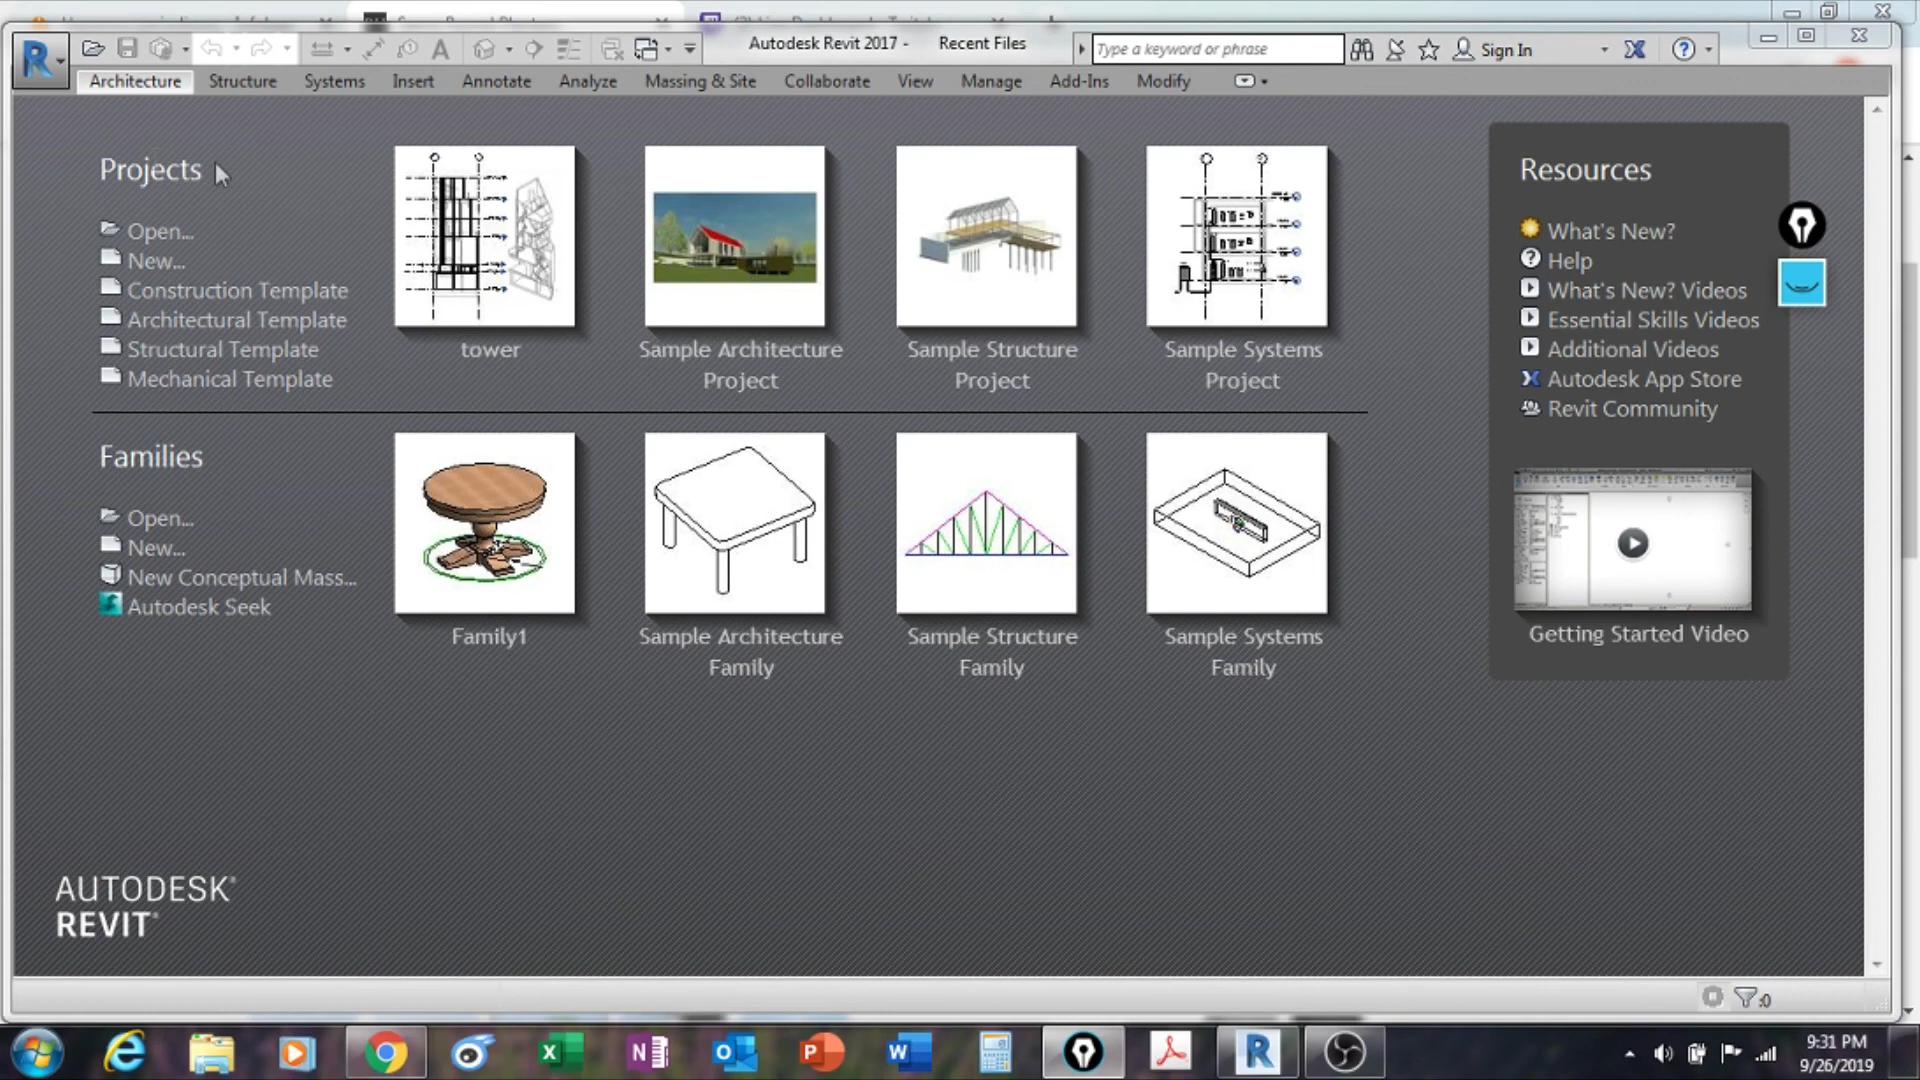 Autodesk Revit 2017 - Recent Files
Type a keyword or phrase
Sign In
Architecture Structure Systems Insert Annotate Analyze Massing & Site Collaborate View Manage Add-Ins Modify
Projects
Open...
New...
Construction Template
Architectural Template
Structural Template
Mechanical Template
tower
Sample Architecture
Project
Sample Structure
Project
Sample Systems
Project
Families
Open...
New...
New Conceptual Mass...
Autodesk Seek
Family1
Sample Architecture
Family
Sample Structure
Family
Sample Systems
Family
Resources
What's New?
Help
What's New? Videos
Essential Skills Videos
Additional Videos
Autodesk App Store
Revit Community
Getting Started Video
AUTODESK®
REVIT®
:0
9:31 PM
9/26/2019